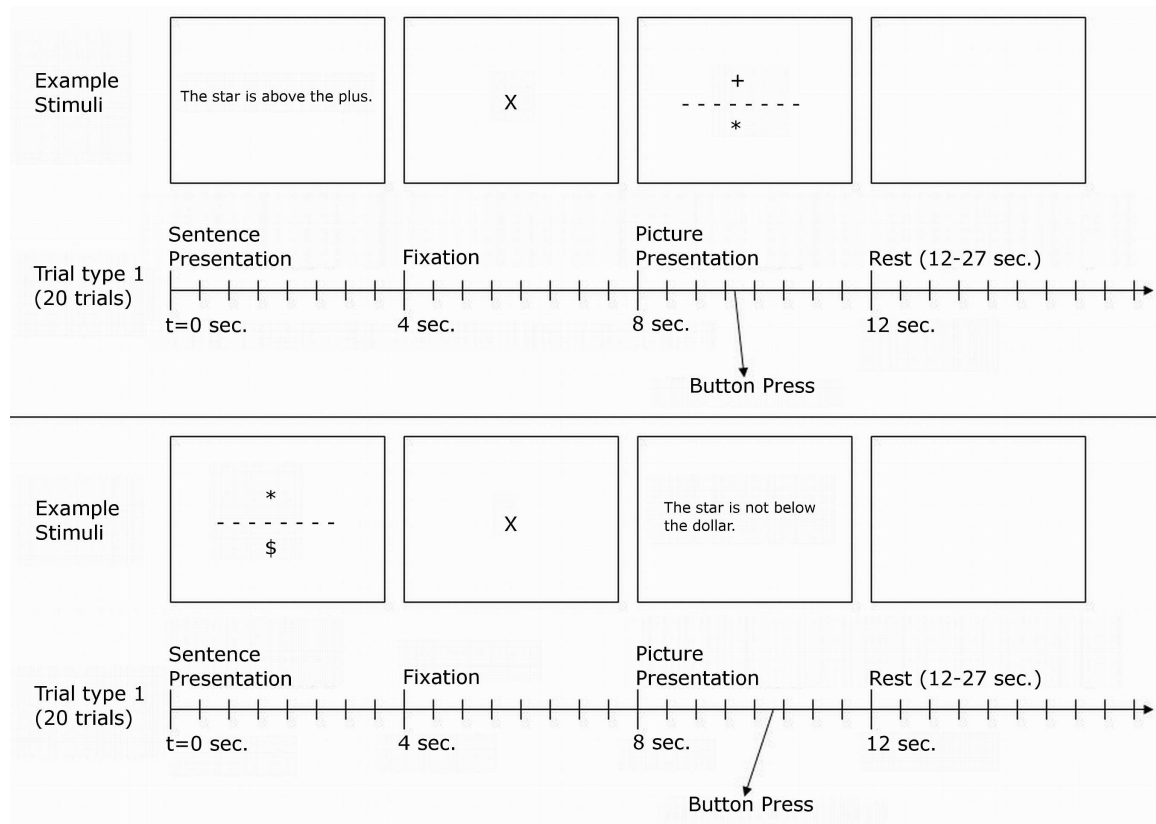 Example
Stimuli
The star is above the plus.
X
+
- - - - - - - -
*
Sentence
Presentation
Fixation
Picture
Presentation
Rest (12-27 sec.)
Trial type 1
(20 trials)
t=0 sec.
4 sec.
8 sec.
12 sec.
Button Press
Example
Stimuli
*
- - - - - - - -
$
X
The star is not below
the dollar.
Sentence
Presentation
Fixation
Picture
Presentation
Rest (12-27 sec.)
Trial type 1
(20 trials)
t=0 sec.
4 sec.
8 sec.
12 sec.
Button Press